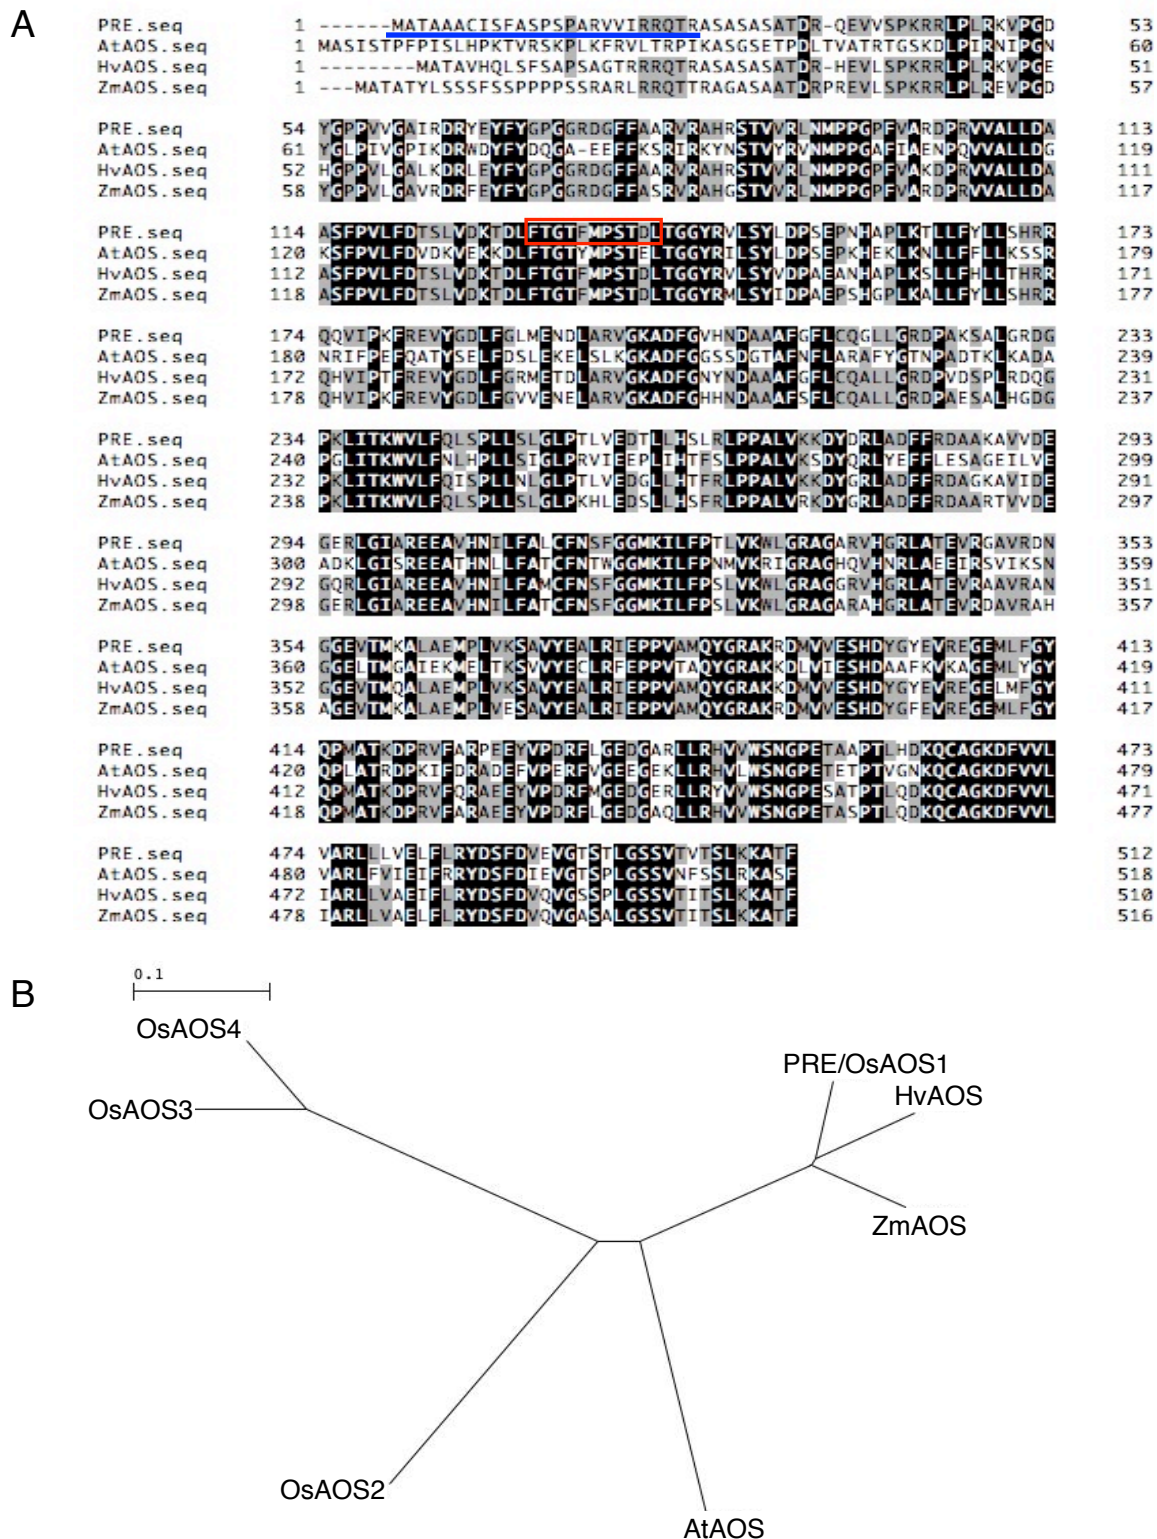 A
PRE.seq 1 ------MATAAACISFASPSPARVVIRRQTRASASASATDR-QEVVSPKRRLPLRKVPGD 53
AtAOS.seq 1 MASISTPFPISLHPKTVRSKPLKFRVLTRPIKASGSETPDLTVATRTGSKDLPIRNIPGN 60
HvAOS.seq 1 --------MATAVHQLSFSAPSAGTRRRQTRASASASATDR-HEVLSPKRRLPLRKVPGE 51
ZmAOS.seq 1 ---MATATYLSSSFSSPPPPSSRARLRRQTTRAGASAATDRPREVLSPKRRLPLREVPGD 57
PRE.seq 54 YGPPVVGAIRDRYEYFYGPGGRDGFFAARVRAHRSTVVRLNMPPGPFVARDPRVVALLDA 113
AtAOS.seq 61 YGLPIVGPIKDRWDYFYDQGA-EEFFKSRIRKYNSTVYRVNMPPGAFIAENPQVVALLDG 119
HvAOS.seq 52 HGPPVLGALKDRLEYFYGPGGRDGFFAARVRAHRSTVVRLNMPPGPFVAKDPRVVALLDA 111
ZmAOS.seq 58 YGPPVLGAVRDRFEYFYGPGGRDGFFASRVRAHGSTVVRLNMPPGPFVARDPRVVALLDA 117
PRE.seq 114 ASFPVLFDTSLVDKTDLFTGTFMPSTDLTGGYRVLSYLDPSEPNHAPLKTLLFYLLSHRR 173
AtAOS.seq 120 KSFPVLFDVDKVEKKDLFTGTYMPSTELTGGYRILSYLDPSEPKHEKLKNLLFFLLKSSR 179
HvAOS.seq 112 ASFPVLFDTSLVDKTDLFTGTFMPSTDLTGGYRVLSYVDPAEANHAPLKSLLFHLLTHRR 171
ZmAOS.seq 118 ASFPVLFDTSLVDKTDLFTGTFMPSTDLTGGYRMLSYIDPAEPSHGPLKALLFYLLSHRR 177
PRE.seq 174 QQVIPKFREVYGDLFGLMENDLARVGKADFGVHNDAAAFGFLCQGLLGRDPAKSALGRDG 233
AtAOS.seq 180 NRIFPEFQATYSELFDSLEKELSLKGKADFGGSSDGTAFNFLARAFYGTNPADTKLKADA 239
HvAOS.seq 172 QHVIPTFREVYGDLFGRMETDLARVGKADFGNYNDAAAFGFLCQALLGRDPVDSPLRDQG 231
ZmAOS.seq 178 QHVIPKFREVYGDLFGVVENELARVGKADFGHHNDAAAFSFLCQALLGRDPAESALHGDG 237
PRE.seq 234 PKLITKWVLFQLSPLLSLGLPTLVEDTLLHSLRLPPALVKKDYDRLADFFRDAAKAVVDE 293
AtAOS.seq 240 PGLITKWVLFNLHPLLSIGLPRVIEEPLIHTFSLPPALVKSDYQRLYEFFLESAGEILVE 299
HvAOS.seq 232 PKLITKWVLFQISPLLNLGLPTLVEDGLLHTFRLPPALVKKDYGRLADFFRDAGKAVIDE 291
ZmAOS.seq 238 PKLITKWVLFQLSPLLSLGLPKHLEDSLLHSFRLPPALVRKDYGRLADFFRDAARTVVDE 297
PRE.seq 294 GERLGIAREEAVHNILFALCFNSFGGMKILFPTLVKWLGRAGARVHGRLATEVRGAVRDN 353
AtAOS.seq 300 ADKLGISREEATHNLLFATCFNTWGGMKILFPNMVKRIGRAGHQVHNRLAEEIRSVIKSN 359
HvAOS.seq 292 GQRLGIAREEAVHNILFAMCFNSFGGMKILFPSLVKWLGRAGGRVHGRLATEVRAAVRAN 351
ZmAOS.seq 298 GERLGIAREEAVHNILFATCFNSFGGMKILFPSLVKWLGRAGARAHGRLATEVRDAVRAH 357
PRE.seq 354 GGEVTMKALAEMPLVKSAVYEALRIEPPVAMQYGRAKRDMVVESHDYGYEVREGEMLFGY 413
AtAOS.seq 360 GGELTMGAIEKMELTKSVVYECLRFEPPVTAQYGRAKKDLVIESHDAAFKVKAGEMLYGY 419
HvAOS.seq 352 GGEVTMQALAEMPLVKSAVYEALRIEPPVAMQYGRAKKDMVVESHDYGYEVREGELMFGY 411
ZmAOS.seq 358 AGEVTMKALAEMPLVESAVYEALRIEPPVAMQYGRAKRDMVVESHDYGFEVREGEMLFGY 417
PRE.seq 414 QPMATKDPRVFARPEEYVPDRFLGEDGARLLRHVVWSNGPETAAPTLHDKQCAGKDFVVL 473
AtAOS.seq 420 QPLATRDPKIFDRADEFVPERFVGEEGEKLLRHVLWSNGPETETPTVGNKQCAGKDFVVL 479
HvAOS.seq 412 QPMATKDPRVFQRAEEYVPDRFMGEDGERLLRYVVWSNGPESATPTLQDKQCAGKDFVVL 471
ZmAOS.seq 418 QPMATKDPRVFARAEEYVPDRFLGEDGAQLLRHVVWSNGPETASPTLQDKQCAGKDFVVL 477
PRE.seq 474 VARLLLVELFLRYDSFDVEVGTSTLGSSVTVTSLKKATF 512
AtAOS.seq 480 VARLFVIEIFRRYDSFDIEVGTSPLGSSVNFSSLRKASF 518
HvAOS.seq 472 IARLLVAEIFLRYDSFDVQVGSSPLGSSVTITSLKKATF 510
ZmAOS.seq 478 IARLLVAELFLRYDSFDVQVGASALGSSVTITSLKKATF 516
B
0.1
OsAOS4
PRE/OsAOS1
HvAOS
OsAOS3
ZmAOS
OsAOS2
AtAOS